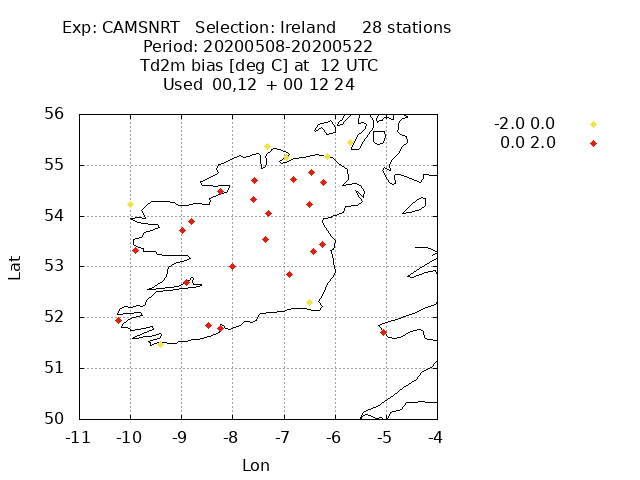 Exp: CAMSNRT   Selection: Ireland     28 stations
Period: 20200508-20200522
Td2m bias [deg C] at  12 UTC
Used  00,12  + 00 12 24
-2.0 0.0
0.0 2.0
56
55
54
53
52
51
50
Lat
-11 -10 -9 -8 -7 -6 -5 -4
Lon